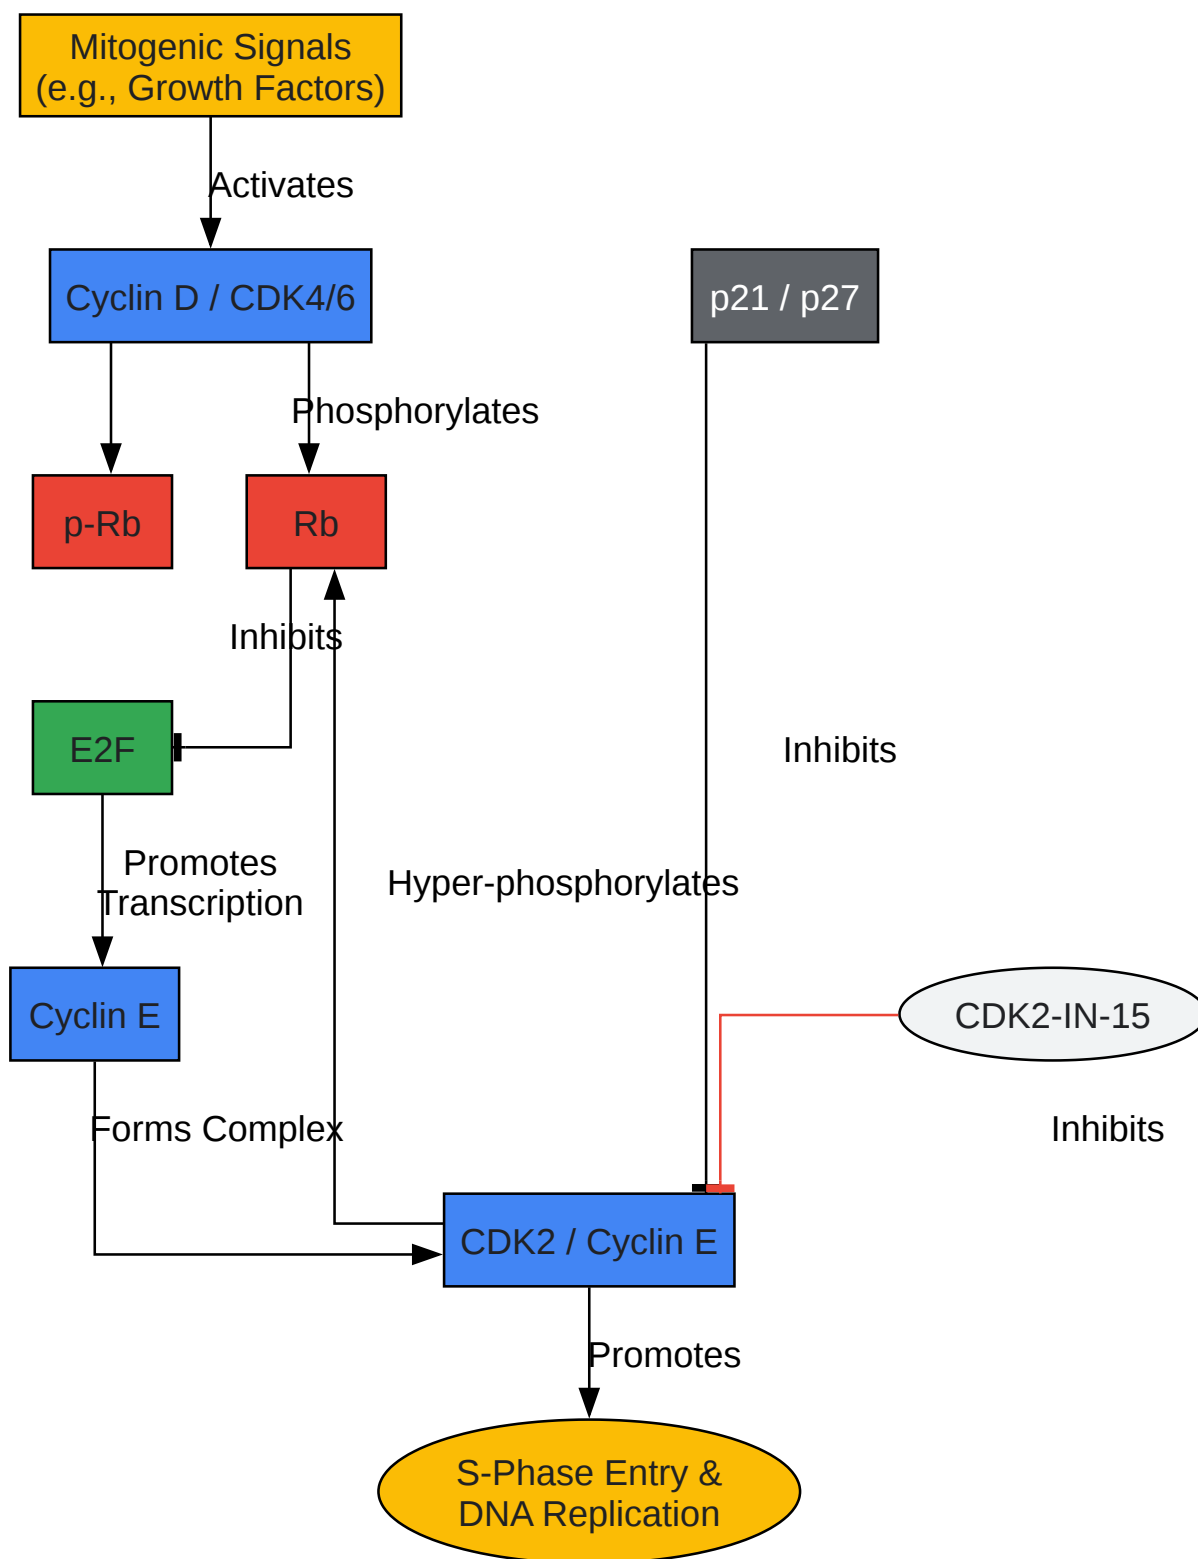 Mitogenic Signals
(e.g., Growth Factors)
Activates
Cyclin D / CDK4/6
p21 / p27
Phosphorylates
p-Rb
Rb
Inhibits
E2F
Inhibits
Promotes
Transcription
Hyper-phosphorylates
Cyclin E
CDK2-IN-15
Forms Complex
Inhibits
CDK2 / Cyclin E
Promotes
S-Phase Entry &
DNA Replication